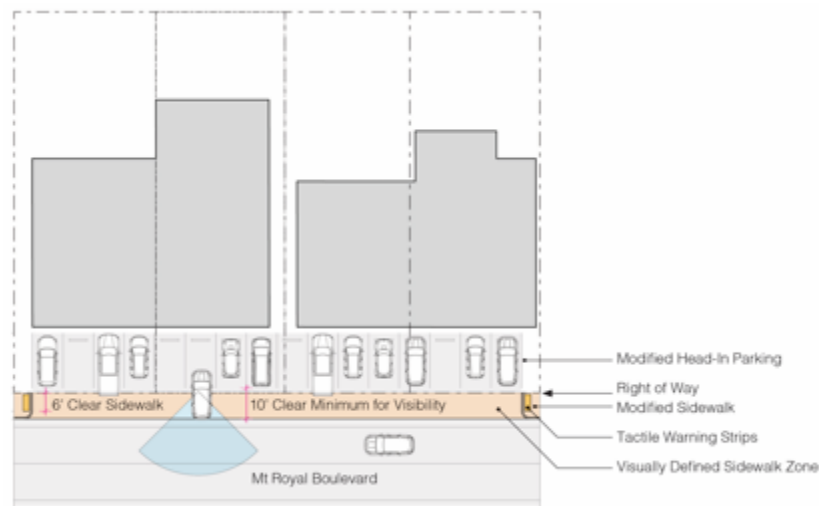 Modified Head-In Parking
Right of Way
6' Clear Sidewalk
10' Clear Minimum for Visibility
Modified Sidewalk
Tactile Warning Strips
Visually Defined Sidewalk Zone
Mt Royal Boulevard